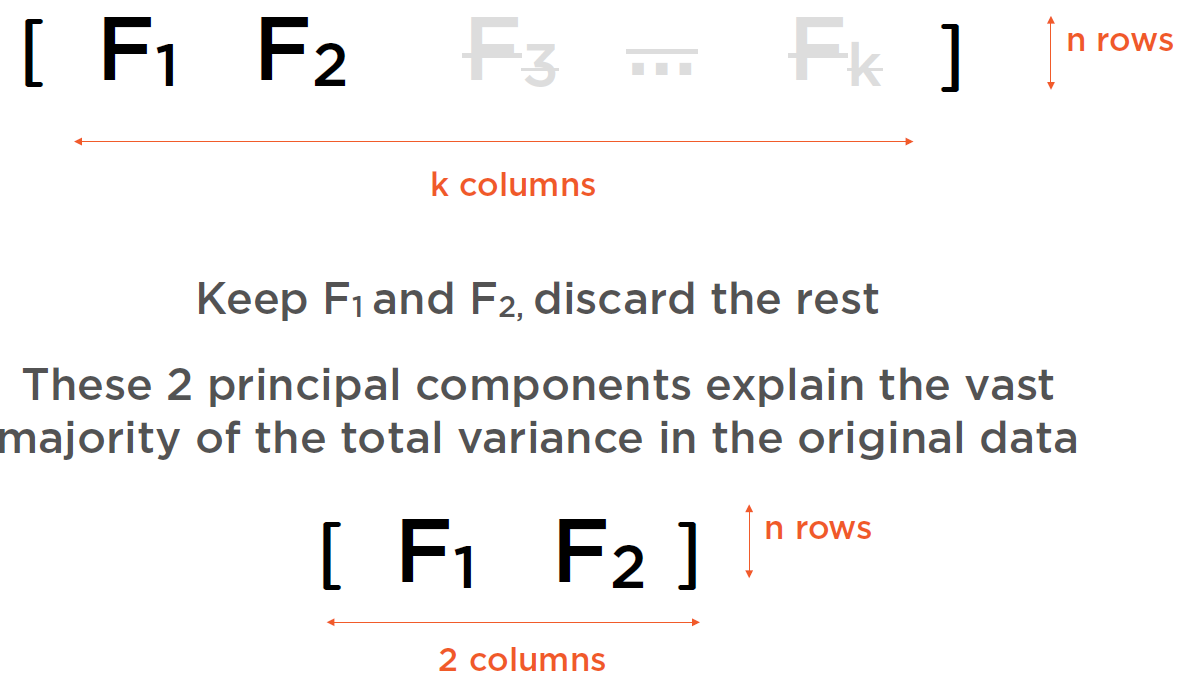 [ F₁ F₂ F₃ ... Fₖ ] n rows
k columns
Keep F₁ and F₂, discard the rest
These 2 principal components explain the vast
majority of the total variance in the original data
[ F₁ F₂ ] n rows
2 columns